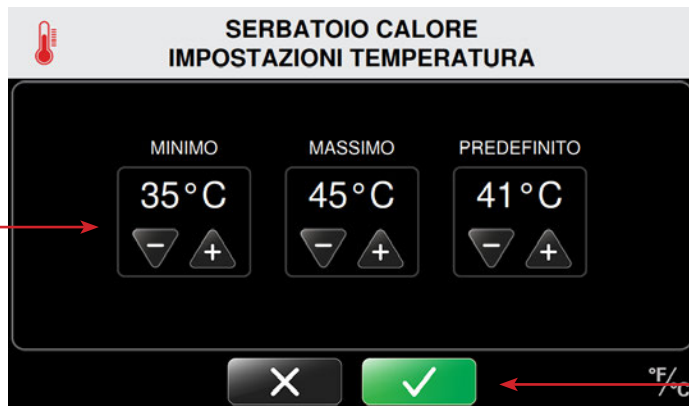 SERBATOIO CALORE
IMPOSTAZIONI TEMPERATURA
MINIMO MASSIMO PREDEFINITO
35°C 45°C 41°C
− + − + − +
°F/°C